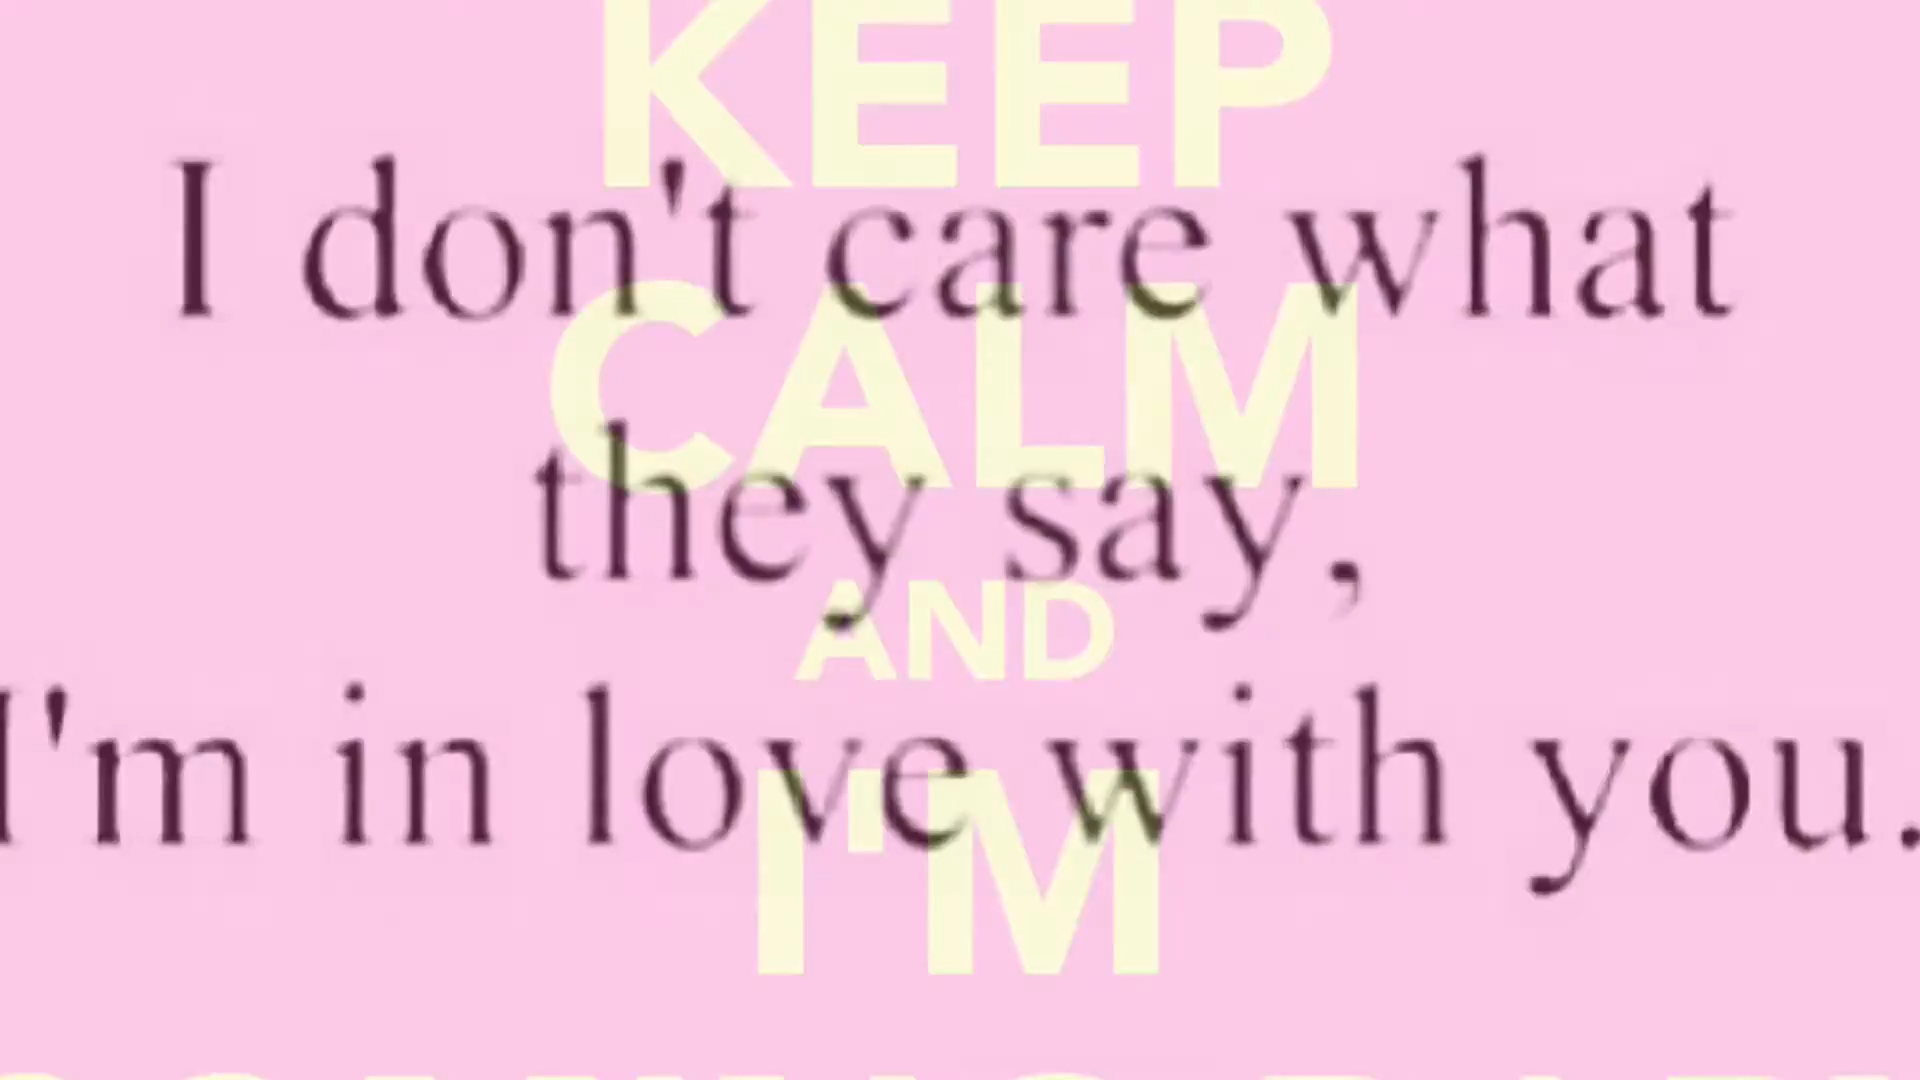 KEEP
I don't care what
CALM
they say,
AND
I'm in love with you.
I'M